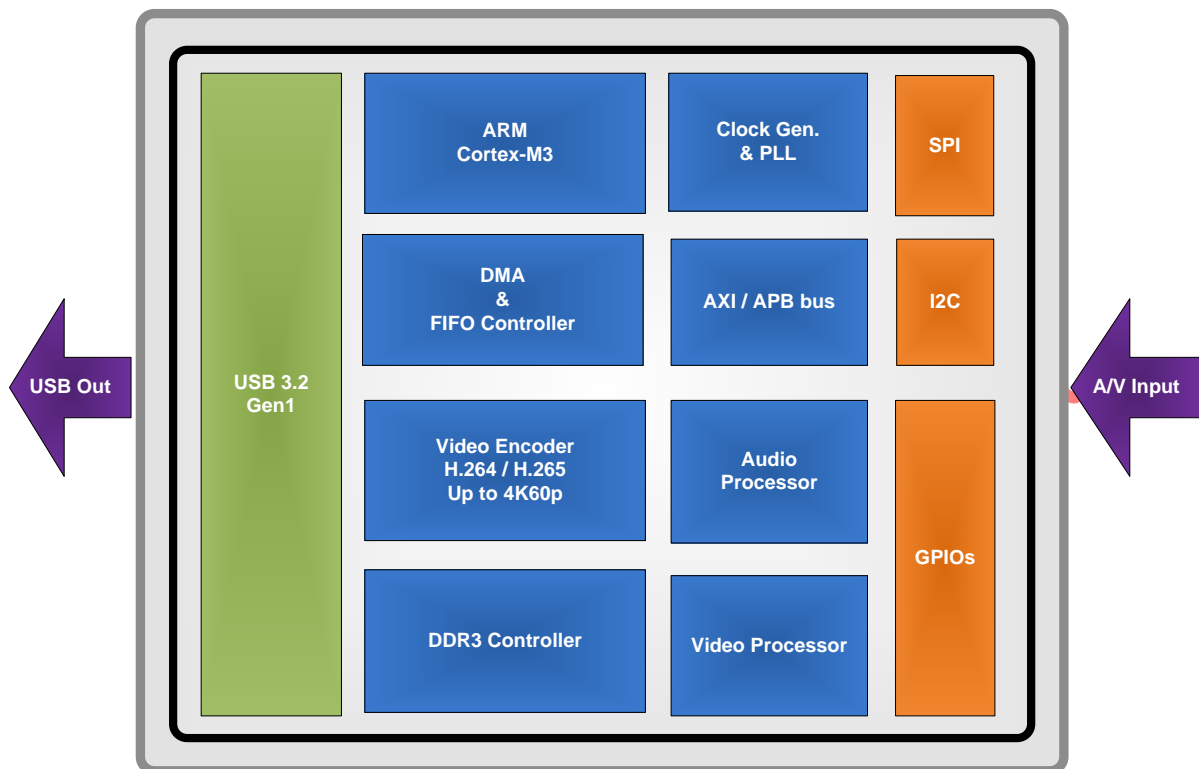 ARM
Cortex-M3
Clock Gen.
& PLL
SPI
DMA
&
FIFO Controller
AXI / APB bus
I2C
USB Out
USB 3.2
Gen1
A/V Input
Video Encoder
H.264 / H.265
Up to 4K60p
Audio
Processor
GPIOs
DDR3 Controller
Video Processor